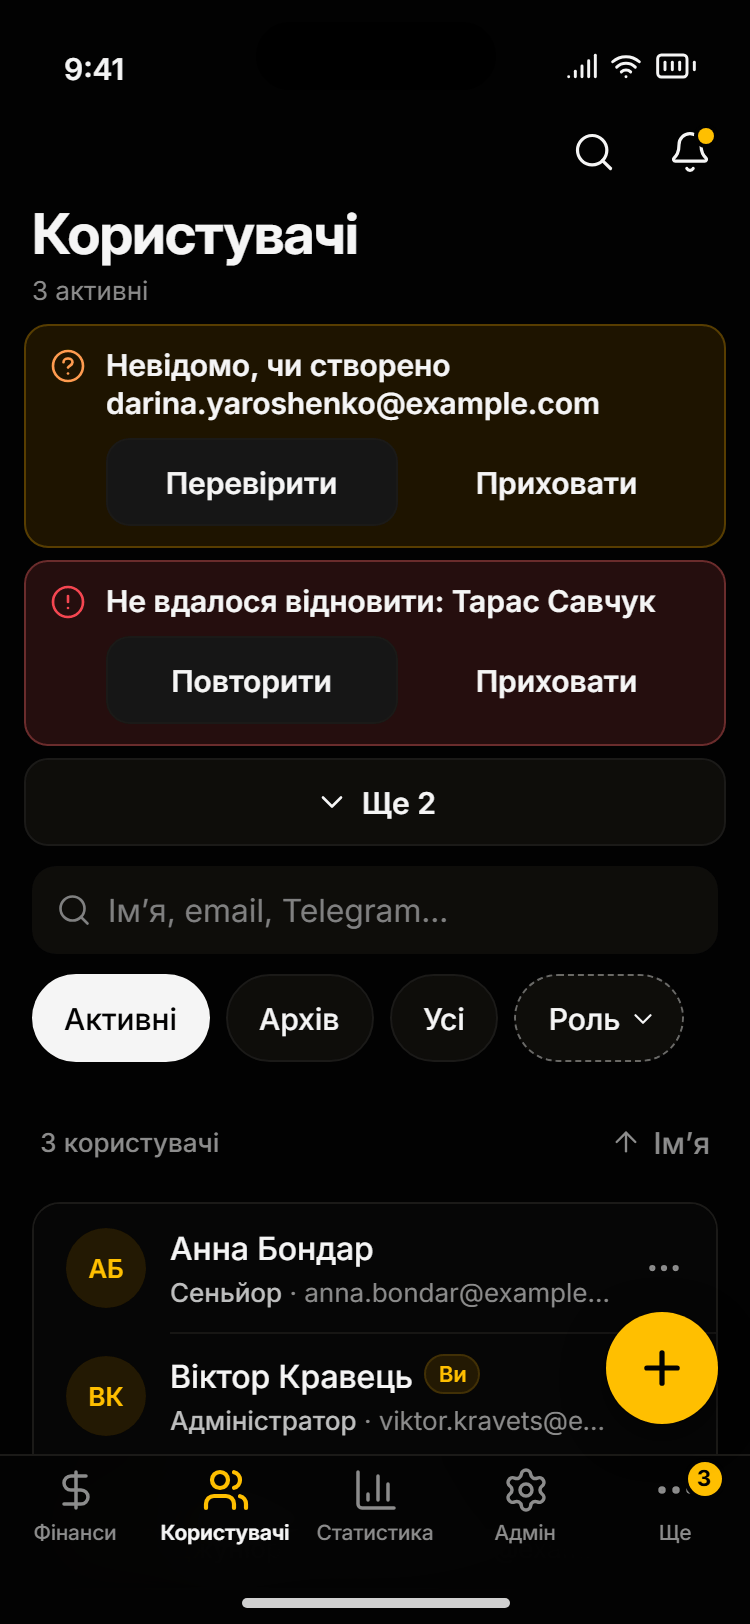 9:41
Користувачі
3 активні
Невідомо, чи створено
darina.yaroshenko@example.com
Перевірити
Приховати
Не вдалося відновити: Тарас Савчук
Повторити
Приховати
Ще 2
Ім’я, email, Telegram...
Активні
Архів
Усі
Роль
3 користувачі
Ім’я
АБ
Анна Бондар
Сеньйор · anna.bondar@example...
ВК
Віктор Кравець
Ви
Адміністратор · viktor.kravets@e...
Фінанси
Користувачі
Статистика
Адмін
3
Ще